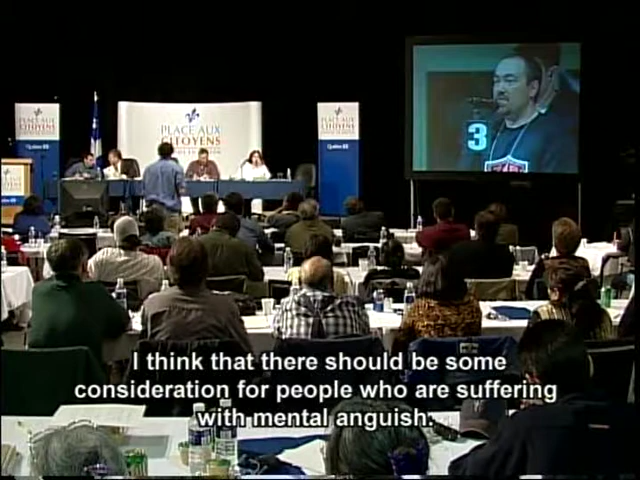 PLACE AUX
CITOYENS
PLACE AUX
CITOYENS
PLACE AUX
CITOYENS
Québec
3
I think that there should be some
consideration for people who are suffering
with mental anguish.